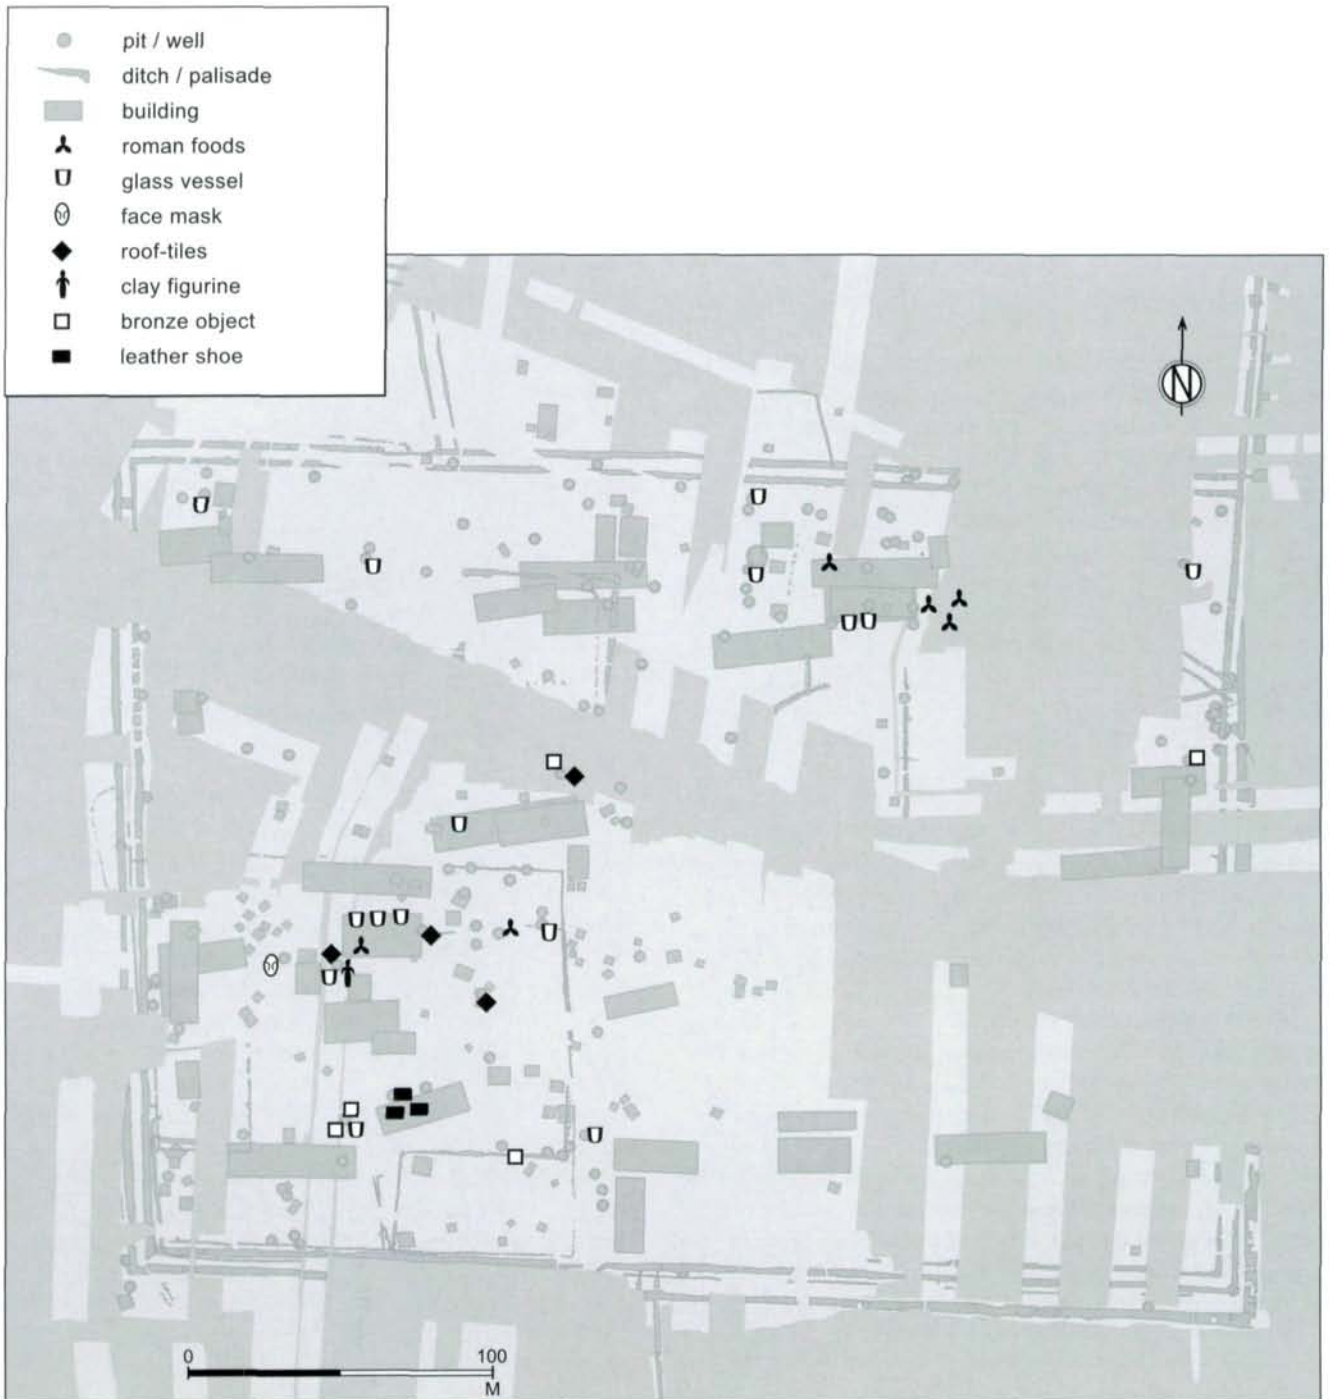 pit / well
ditch / palisade
building
roman foods
glass vessel
face mask
roof-tiles
clay figurine
bronze object
leather shoe
N
0 100
M